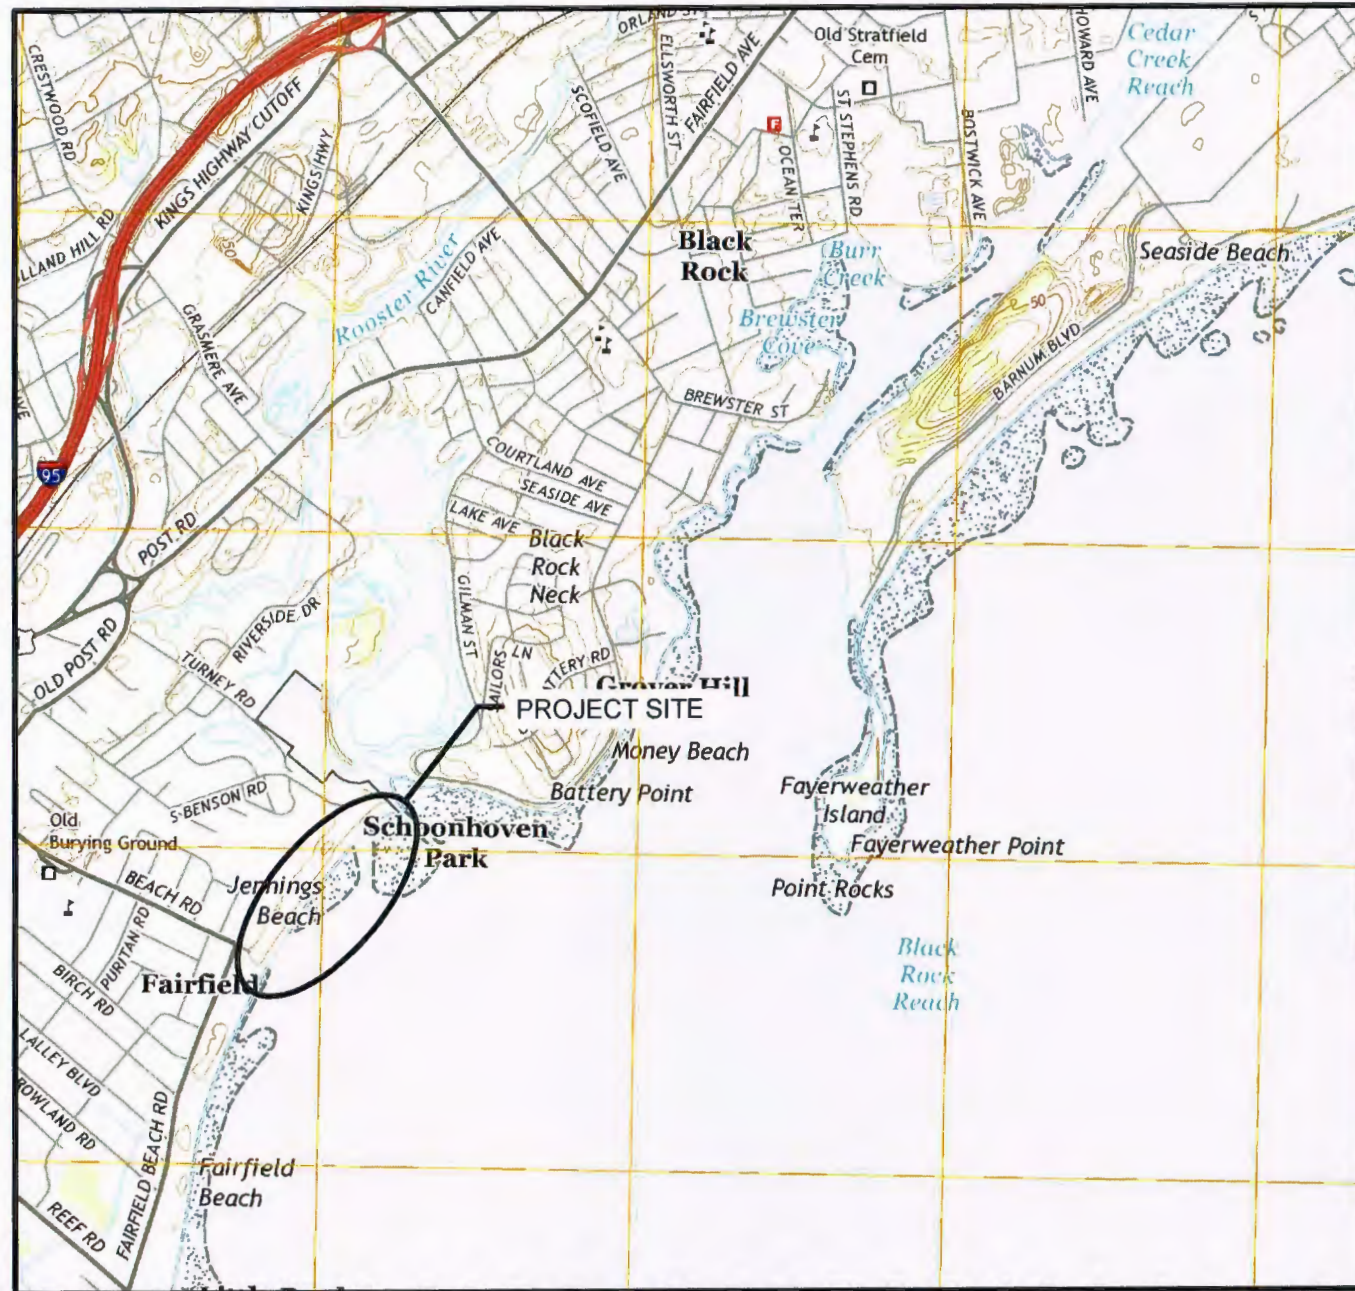 ORLAND ST
CRESTWOOD RD
KINGS HIGHWAY CUTOFF
KINGS HWY
SCOFIELD AVE
ELLSWORTH ST
FAIRFIELD AVE
Old Stratfield
Cem
HOWARD AVE
Cedar
Creek
Reach
F
OCEAN TER
ST STEPHENS RD
BOSTWICK AVE
HILL RD
50
Rooster River
CANFIELD AVE
Black
Rock
Burr
Creek
Seaside Beach
GRASMERE AVE
Brewster
Cove
50
BARNUM BLVD
AVE
BREWSTER ST
95
COURTLAND AVE
SEASIDE AVE
LAKE AVE
POST RD
Black
Rock
Neck
GILMAN ST
RIVERSIDE DR
OLD POST RD
TURNEY RD
LN
Grover Hill
PROJECT SITE
Money Beach
Battery Point
S BENSON RD
Fayerweather
Island
Old
Burying Ground
Schoonhoven
Park
Fayerweather Point
BEACH RD
Jennings
Beach
Point Rocks
PURITAN RD
BIRCH RD
Fairfield
Black
Rock
Reach
LALLEY BLVD
ROWLAND RD
FAIRFIELD BEACH RD
Fairfield
Beach
REEF RD